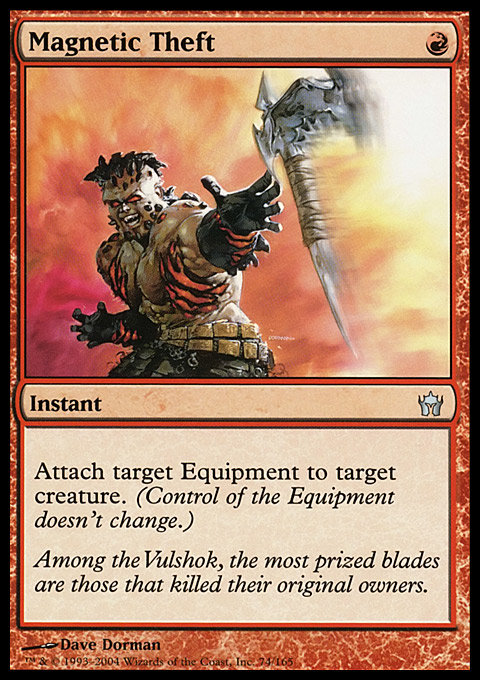 Magnetic Theft
Instant
Attach target Equipment to target
creature. (Control of the Equipment
doesn't change.)
Among the Vulshok, the most prized blades
are those that killed their original owners.
Dave Dorman
™ & © 1993-2004 Wizards of the Coast, Inc. 74/165